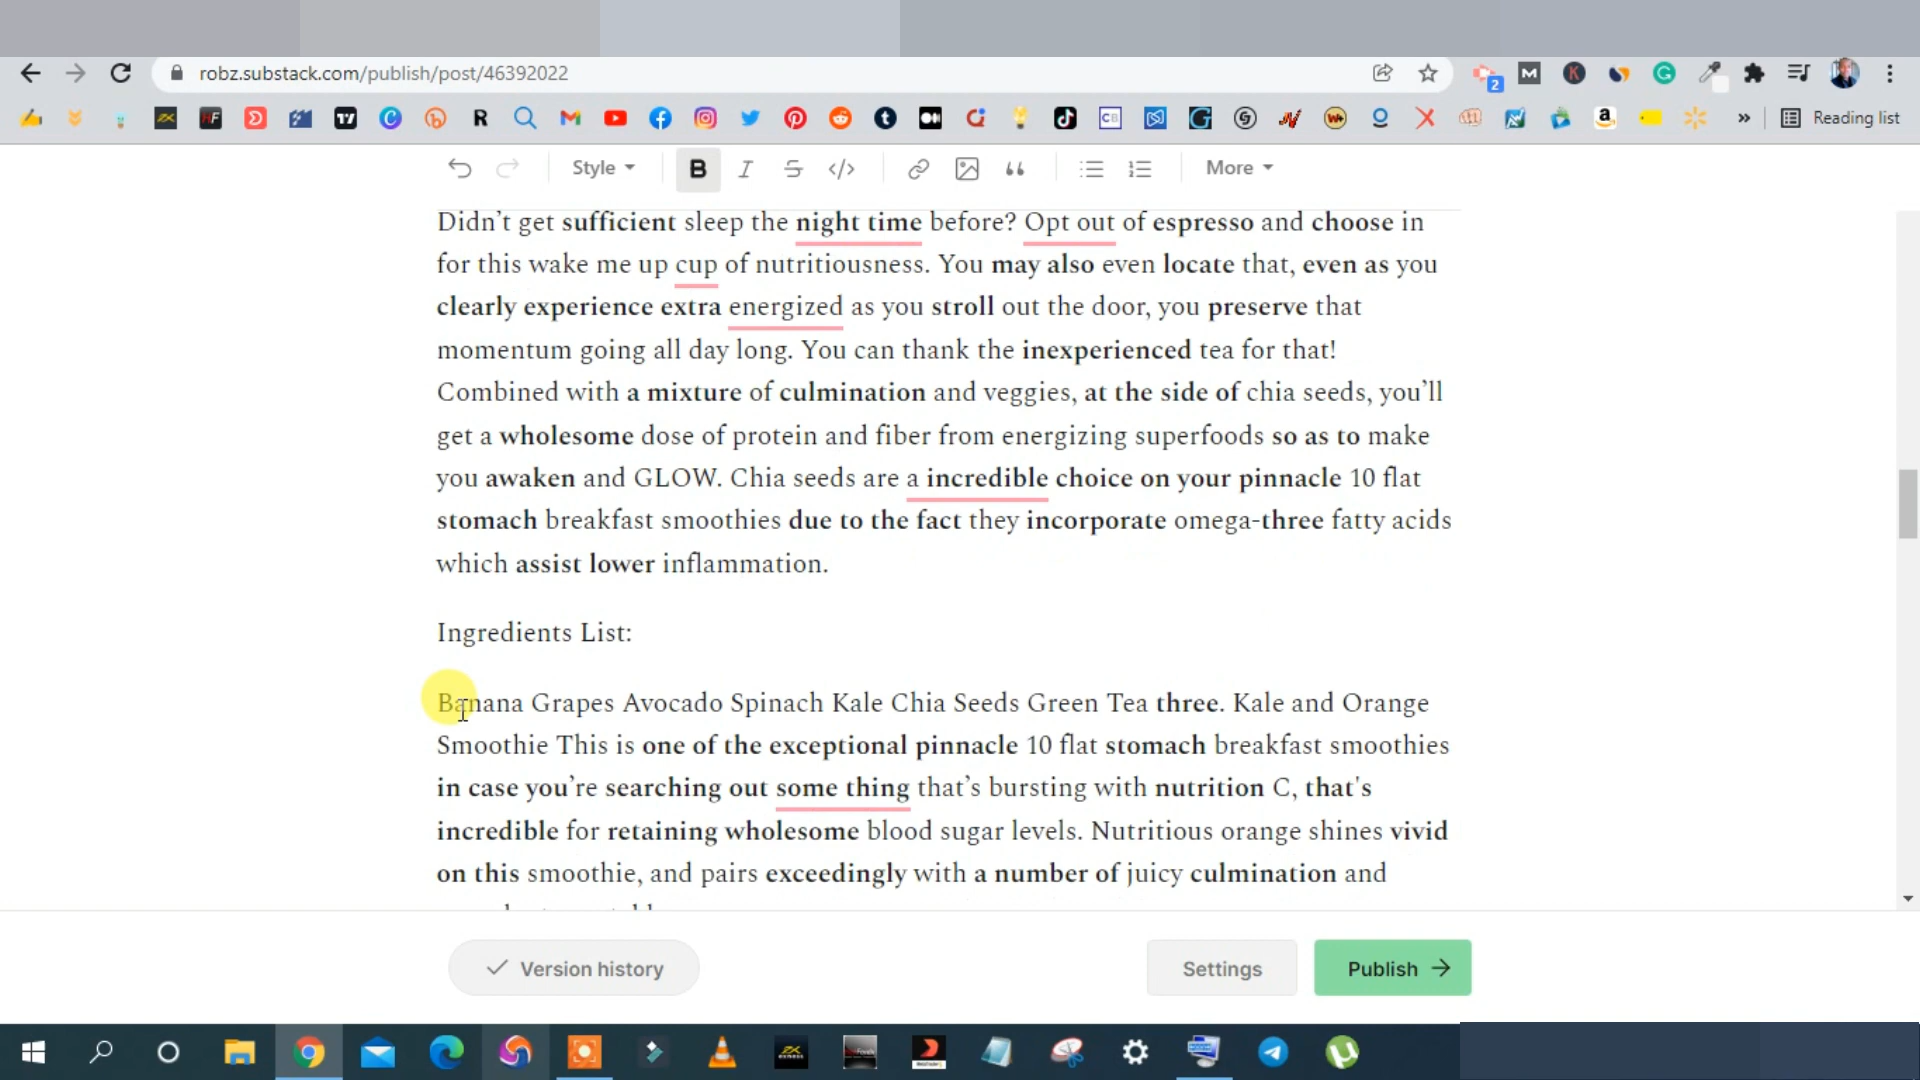 robz.substack.com/publish/post/46392022
2
Reading list
Style
B
I
S
</>
More
Didn't get sufficient sleep the night time before? Opt out of espresso and choose in
for this wake me up cup of nutritiousness. You may also even locate that, even as you
clearly experience extra energized as you stroll out the door, you preserve that
momentum going all day long. You can thank the inexperienced tea for that!
Combined with a mixture of culmination and veggies, at the side of chia seeds, you'll
get a wholesome dose of protein and fiber from energizing superfoods so as to make
you awaken and GLOW. Chia seeds are a incredible choice on your pinnacle 10 flat
stomach breakfast smoothies due to the fact they incorporate omega-three fatty acids
which assist lower inflammation.
Ingredients List:
Banana Grapes Avocado Spinach Kale Chia Seeds Green Tea three. Kale and Orange
Smoothie This is one of the exceptional pinnacle 10 flat stomach breakfast smoothies
in case you're searching out some thing that's bursting with nutrition C, that's
incredible for retaining wholesome blood sugar levels. Nutritious orange shines vivid
on this smoothie, and pairs exceedingly with a number of juicy culmination and
Version history
Settings
Publish